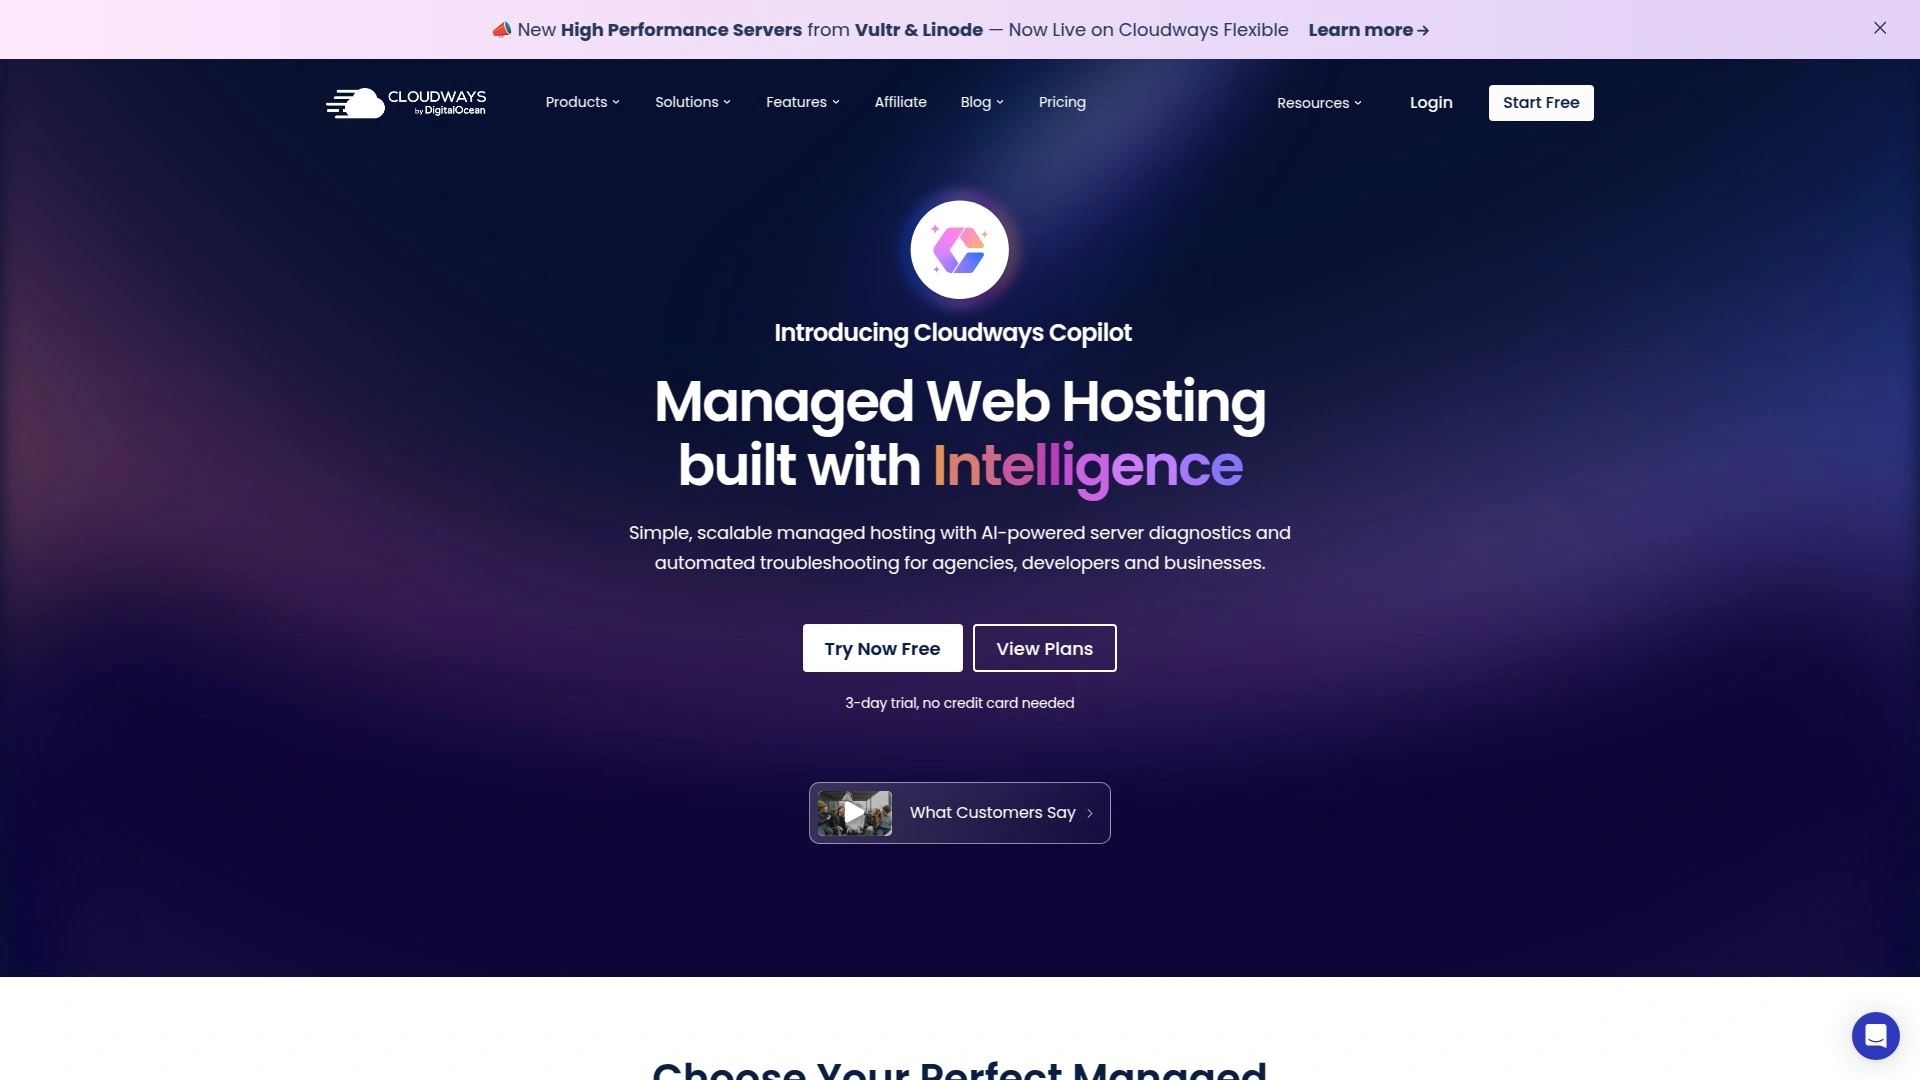 📣 New High Performance Servers from Vultr & Linode — Now Live on Cloudways Flexible Learn more →
CLOUDWAYS
by DigitalOcean
Products
Solutions
Features
Affiliate
Blog
Pricing
Resources
Login
Start Free
Introducing Cloudways Copilot
Managed Web Hosting
built with Intelligence
Simple, scalable managed hosting with AI-powered server diagnostics and
automated troubleshooting for agencies, developers and businesses.
Try Now Free
View Plans
3-day trial, no credit card needed
What Customers Say
Choose Your Perfect Managed